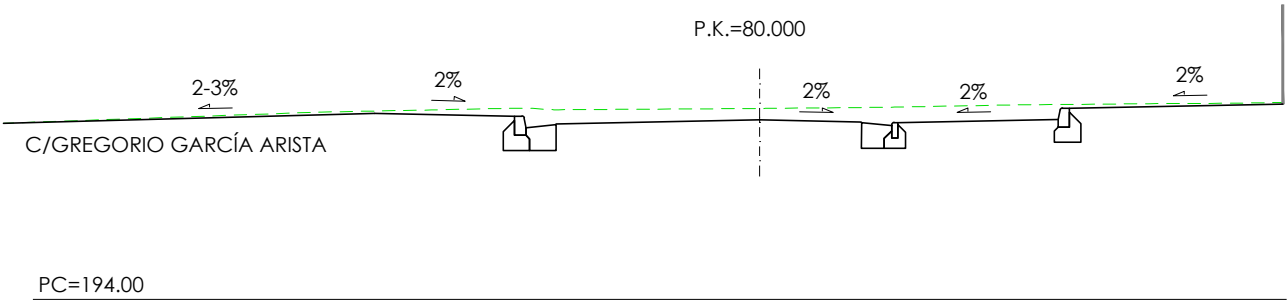 P.K.=80.000
2-3%
2%
2%
2%
2%
C/GREGORIO GARCÍA ARISTA
PC=194.00